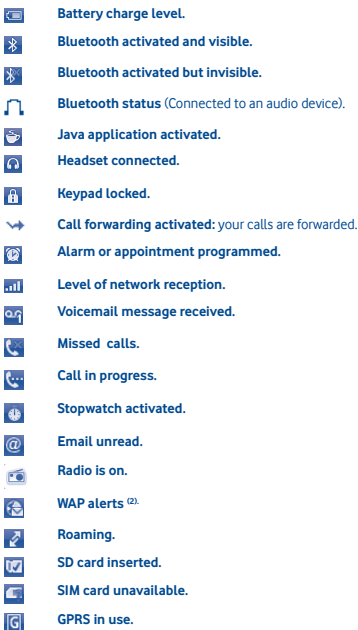 Battery charge level.
Bluetooth activated and visible.
Bluetooth activated but invisible.
Bluetooth status (Connected to an audio device).
Java application activated.
Headset connected.
Keypad locked.
Call forwarding activated: your calls are forwarded.
Alarm or appointment programmed.
Level of network reception.
Voicemail message received.
Missed calls.
Call in progress.
Stopwatch activated.
@ Email unread.
Radio is on.
WAP alerts (2).
Roaming.
SD card inserted.
SIM card unavailable.
G GPRS in use.